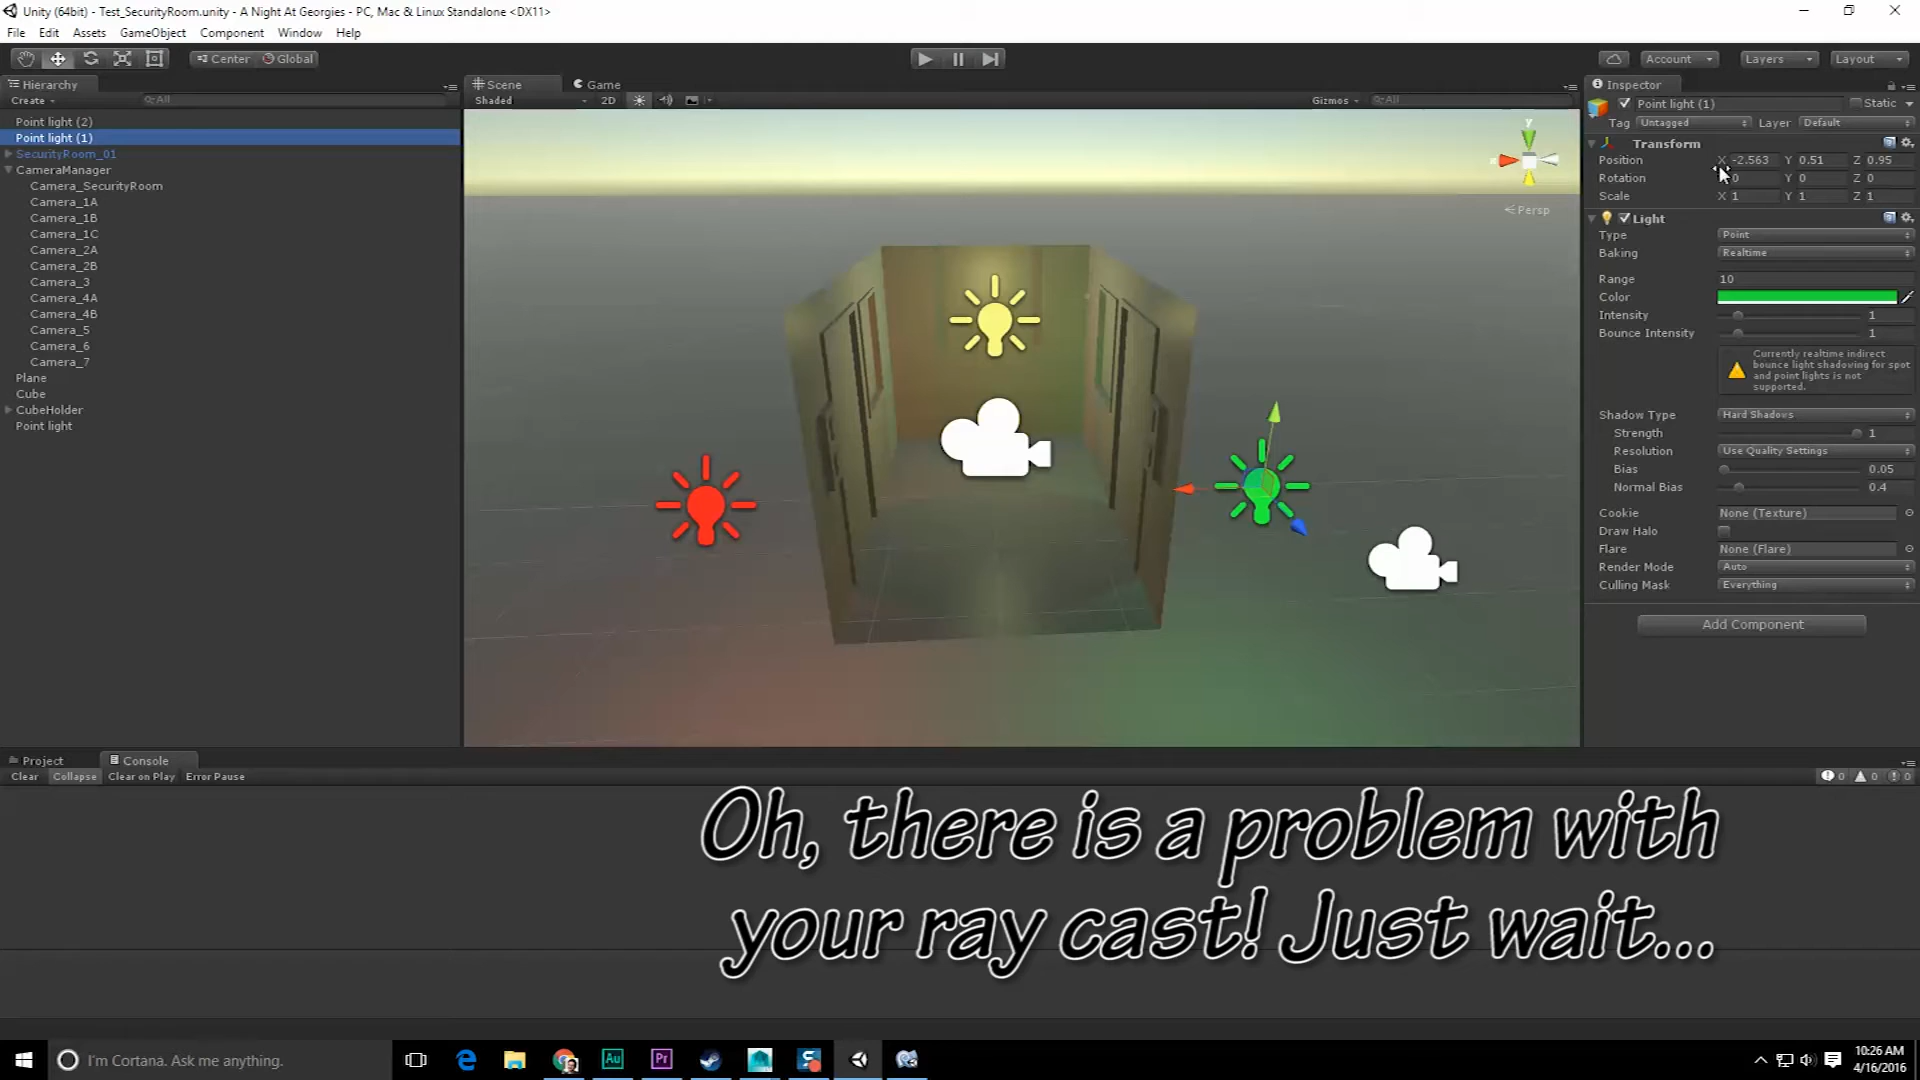 Unity (64bit) - Test_SecurityRoom.unity - A Night At Georgies - PC, Mac & Linux Standalone <DX11>
File Edit Assets GameObject Component Window Help
Center Global Account Layers Layout
Hierarchy
Create All
Point light (2)
Point light (1)
SecurityRoom_01
CameraManager
Camera_SecurityRoom
Camera_1A
Camera_1B
Camera_1C
Camera_2A
Camera_2B
Camera_3
Camera_4A
Camera_4B
Camera_5
Camera_6
Camera_7
Plane
Cube
CubeHolder
Point light
Scene Game
Shaded 2D Gizmos All
y
x
Persp
Inspector
Point light (1) Static
Tag Untagged Layer Default
Transform
Position X -2.563 Y 0.51 Z 0.95
Rotation 0 Y 0 Z 0
Scale X 1 Y 1 Z 1
Light
Type Point
Baking Realtime
Range 10
Color
Intensity 1
Bounce Intensity 1
Currently realtime indirect
bounce light shadowing for spot
and point lights is not
supported.
Shadow Type Hard Shadows
Strength 1
Resolution Use Quality Settings
Bias 0.05
Normal Bias 0.4
Cookie None (Texture)
Draw Halo
Flare None (Flare)
Render Mode Auto
Culling Mask Everything
Add Component
Project Console
Clear Collapse Clear on Play Error Pause 0 0 0
Oh, there is a problem with
your ray cast! Just wait...
I'm Cortana. Ask me anything.
Au Pr S
10:26 AM
4/16/2016